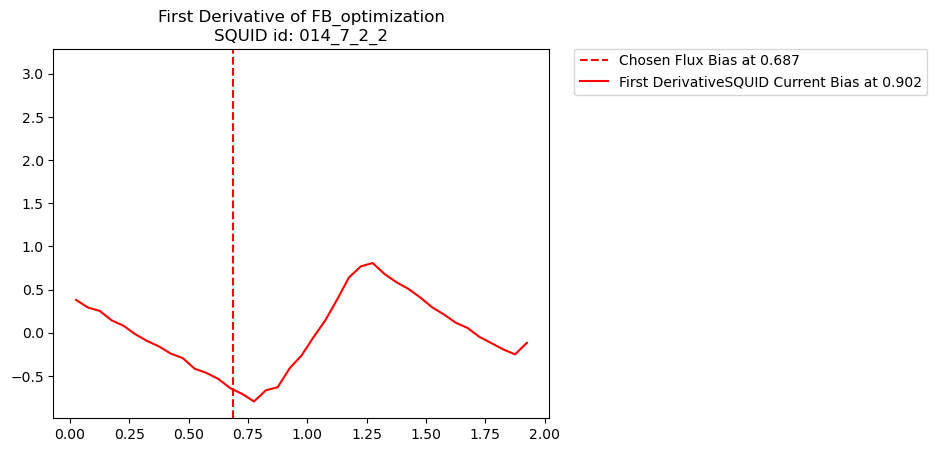 First Derivative of FB_optimization
SQUID id: 014_7_2_2
Chosen Flux Bias at 0.687
First DerivativeSQUID Current Bias at 0.902
3.0
2.5
2.0
1.5
1.0
0.5
0.0
−0.5
0.00 0.25 0.50 0.75 1.00 1.25 1.50 1.75 2.00